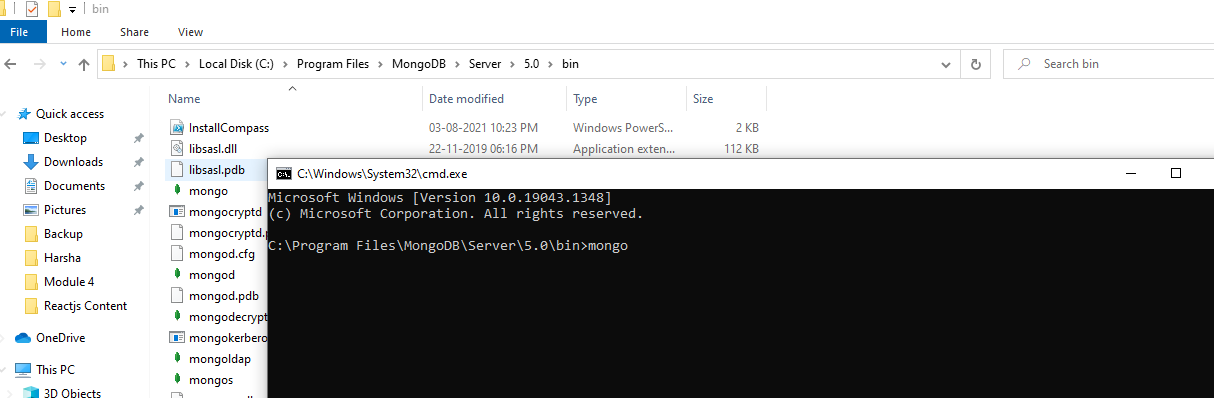 bin
File Home Share View
This PC Local Disk (C:) Program Files MongoDB Server 5.0 bin
Search bin
Name Date modified Type Size
Quick access
Desktop
Downloads
Documents
Pictures
Backup
Harsha
Module 4
Reactjs Content
OneDrive
This PC
3D Objects
InstallCompass 03-08-2021 10:23 PM Windows PowerS... 2 KB
libsasl.dll 22-11-2019 06:16 PM Application exten... 112 KB
libsasl.pdb
mongo
mongocryptd
mongocryptd.
mongod.cfg
mongod
mongod.pdb
mongodecrypt
mongokerbero
mongoldap
mongos
C:\Windows\System32\cmd.exe
Microsoft Windows [Version 10.0.19043.1348]
(c) Microsoft Corporation. All rights reserved.
C:\Program Files\MongoDB\Server\5.0\bin>mongo